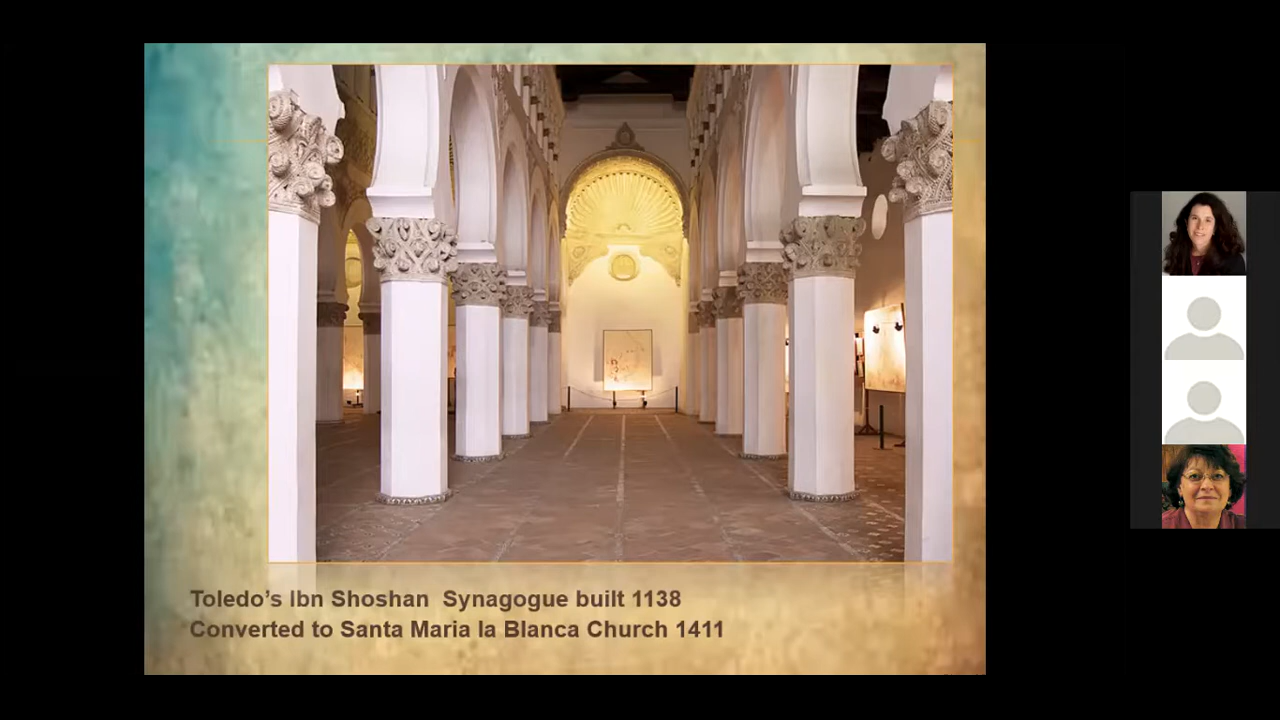 Toledo's Ibn Shoshan Synagogue built 1138
Converted to Santa Maria la Blanca Church 1411